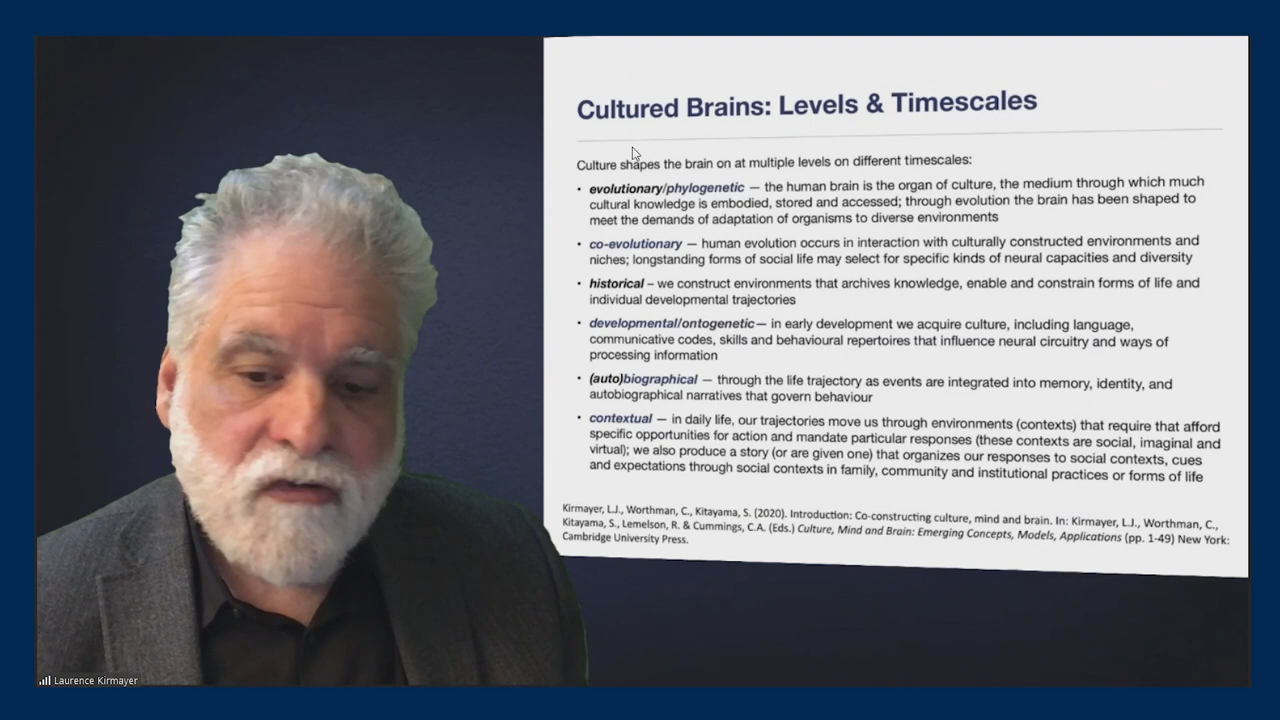 Cultured Brains: Levels & Timescales
Culture shapes the brain on at multiple levels on different timescales:
• evolutionary/phylogenetic — the human brain is the organ of culture, the medium through which much
cultural knowledge is embodied, stored and accessed; through evolution the brain has been shaped to
meet the demands of adaptation of organisms to diverse environments
• co-evolutionary — human evolution occurs in interaction with culturally constructed environments and
niches; longstanding forms of social life may select for specific kinds of neural capacities and diversity
• historical – we construct environments that archives knowledge, enable and constrain forms of life and
individual developmental trajectories
• developmental/ontogenetic— in early development we acquire culture, including language,
communicative codes, skills and behavioural repertoires that influence neural circuitry and ways of
processing information
• (auto)biographical — through the life trajectory as events are integrated into memory, identity, and
autobiographical narratives that govern behaviour
• contextual — in daily life, our trajectories move us through environments (contexts) that require that afford
specific opportunities for action and mandate particular responses (these contexts are social, imaginal and
virtual); we also produce a story (or are given one) that organizes our responses to social contexts, cues
and expectations through social contexts in family, community and institutional practices or forms of life
Kirmayer, L.J., Worthman, C., Kitayama, S. (2020). Introduction: Co-constructing culture, mind and brain. In: Kirmayer, L.J., Worthman, C.,
Kitayama, S., Lemelson, R. & Cummings, C.A. (Eds.) Culture, Mind and Brain: Emerging Concepts, Models, Applications (pp. 1-49) New York:
Cambridge University Press.
Laurence Kirmayer